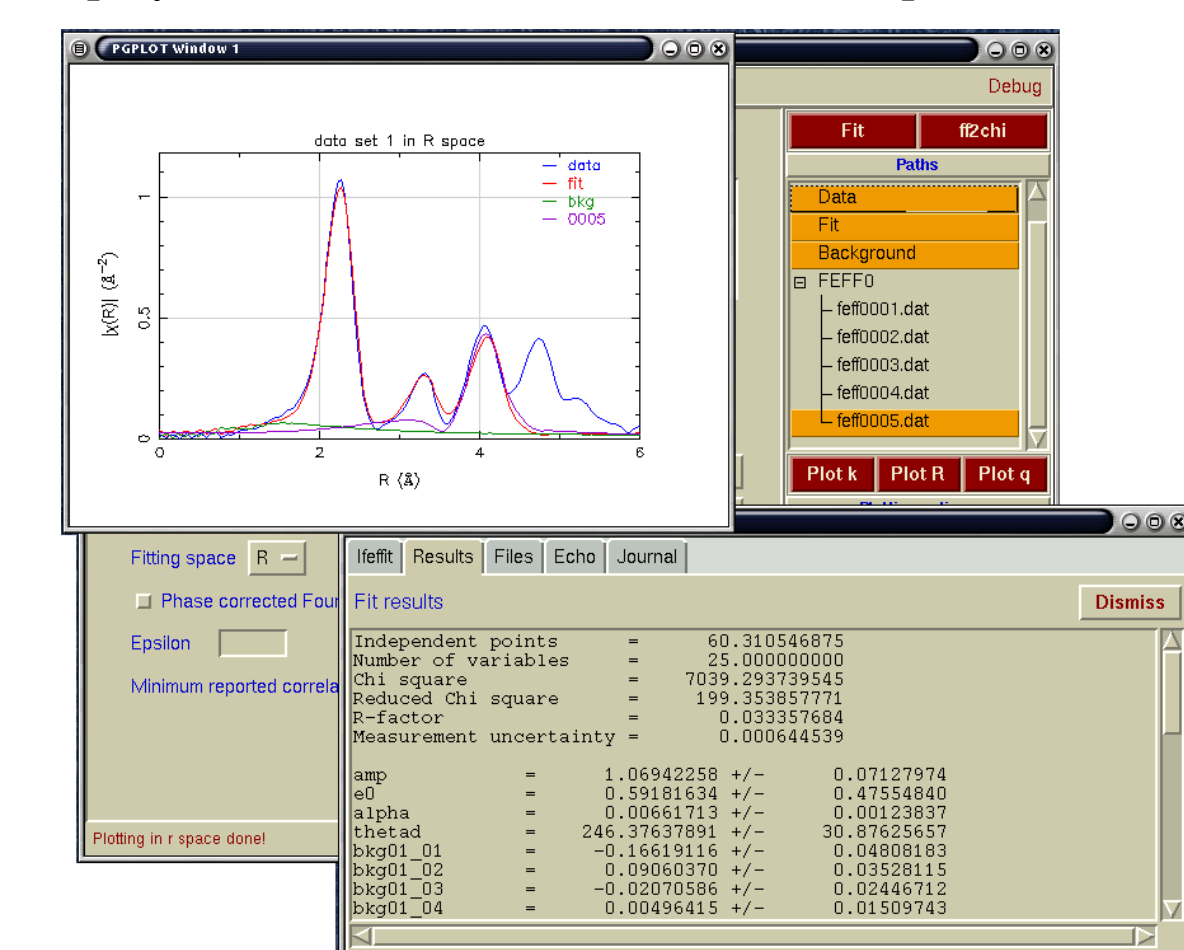 PGPLOT Window 1
data set 1 in R space
data
fit
bkg
0005
1
0.5
0
|χ(R)| (Å⁻²)
0 2 4 6
R (Å)
Debug
Fit ff2chi
Paths
Data
Fit
Background
FEFF0
feff0001.dat
feff0002.dat
feff0003.dat
feff0004.dat
feff0005.dat
Plot k Plot R Plot q
Fitting space R
Phase corrected Four
Epsilon
Minimum reported correla
Plotting in r space done!
Ifeffit Results Files Echo Journal
Fit results Dismiss
Independent points = 60.310546875
Number of variables = 25.000000000
Chi square = 7039.293739545
Reduced Chi square = 199.353857771
R-factor = 0.033357684
Measurement uncertainty = 0.000644539
amp = 1.06942258 +/- 0.07127974
e0 = 0.59181634 +/- 0.47554840
alpha = 0.00661713 +/- 0.00123837
thetad = 246.37637891 +/- 30.87625657
bkg01_01 = -0.16619116 +/- 0.04808183
bkg01_02 = 0.09060370 +/- 0.03528115
bkg01_03 = -0.02070586 +/- 0.02446712
bkg01_04 = 0.00496415 +/- 0.01509743